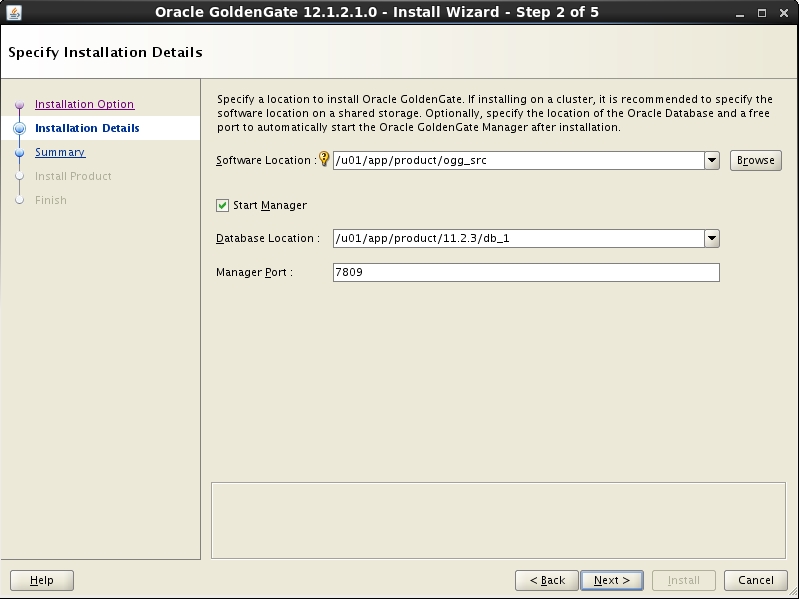 Oracle GoldenGate 12.1.2.1.0 - Install Wizard - Step 2 of 5
Specify Installation Details
Installation Option
Installation Details
Summary
Install Product
Finish
Specify a location to install Oracle GoldenGate. If installing on a cluster, it is recommended to specify the
software location on a shared storage. Optionally, specify the location of the Oracle Database and a free
port to automatically start the Oracle GoldenGate Manager after installation.
Software Location : /u01/app/product/ogg_src Browse
Start Manager
Database Location : /u01/app/product/11.2.3/db_1
Manager Port : 7809
Help < Back Next > Install Cancel